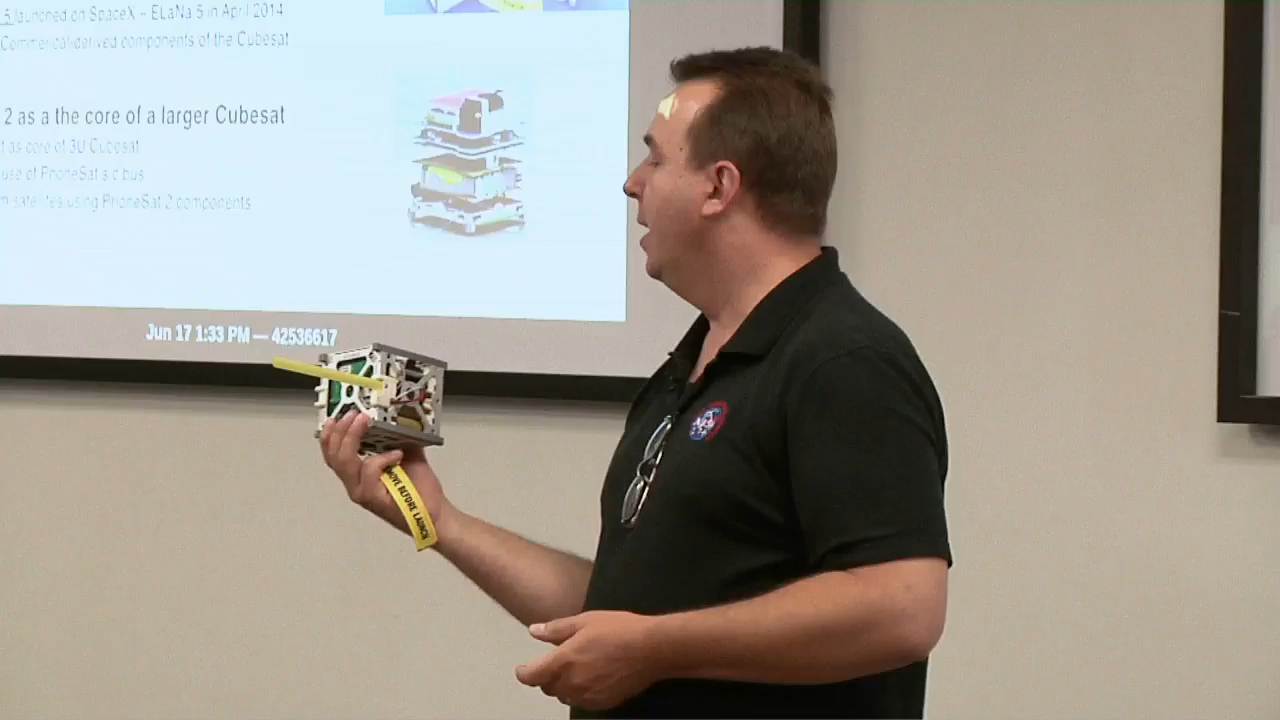 5 launched on SpaceX – ELaNa 5 in April 2014
Commercial-derived components of the Cubesat
2 as a the core of a larger Cubesat
t as core of 3U Cubesat
use of PhoneSat as bus
satellites using PhoneSat 2 components
Jun 17 1:33 PM — 42536617
MOVE BEFORE LAUNCH